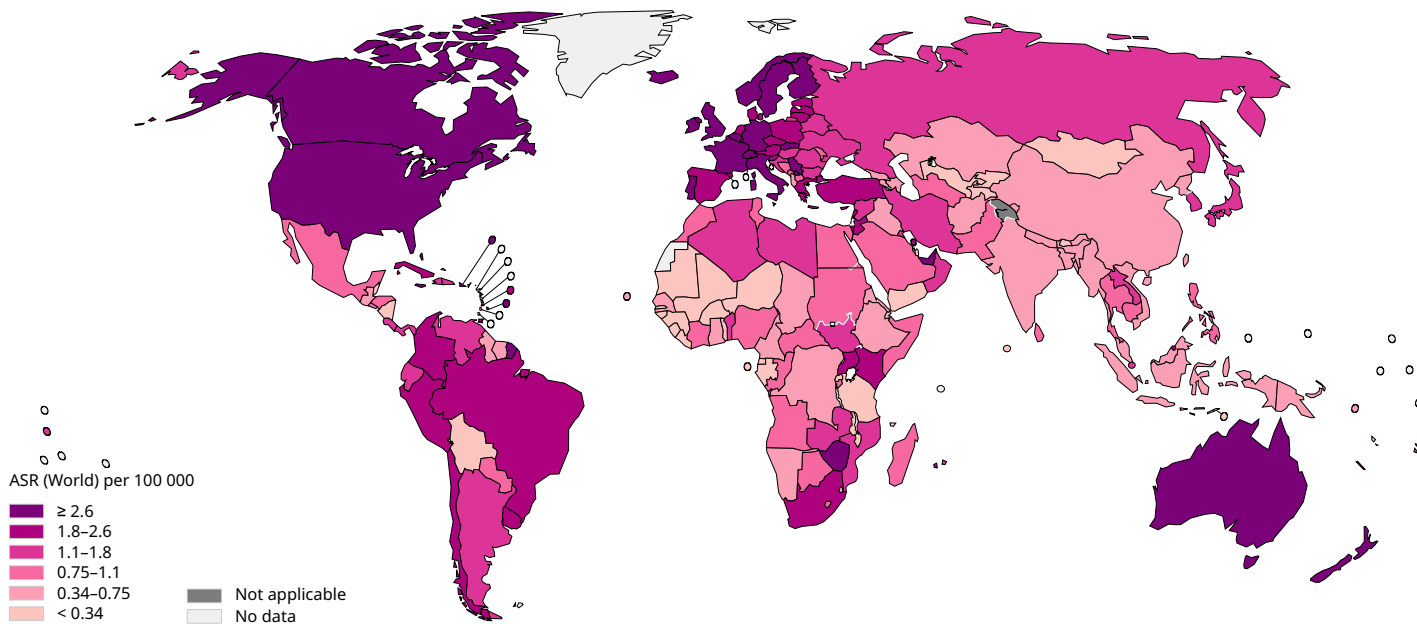 ASR (World) per 100 000
≥ 2.6
1.8–2.6
1.1–1.8
0.75–1.1
0.34–0.75
< 0.34
Not applicable
No data